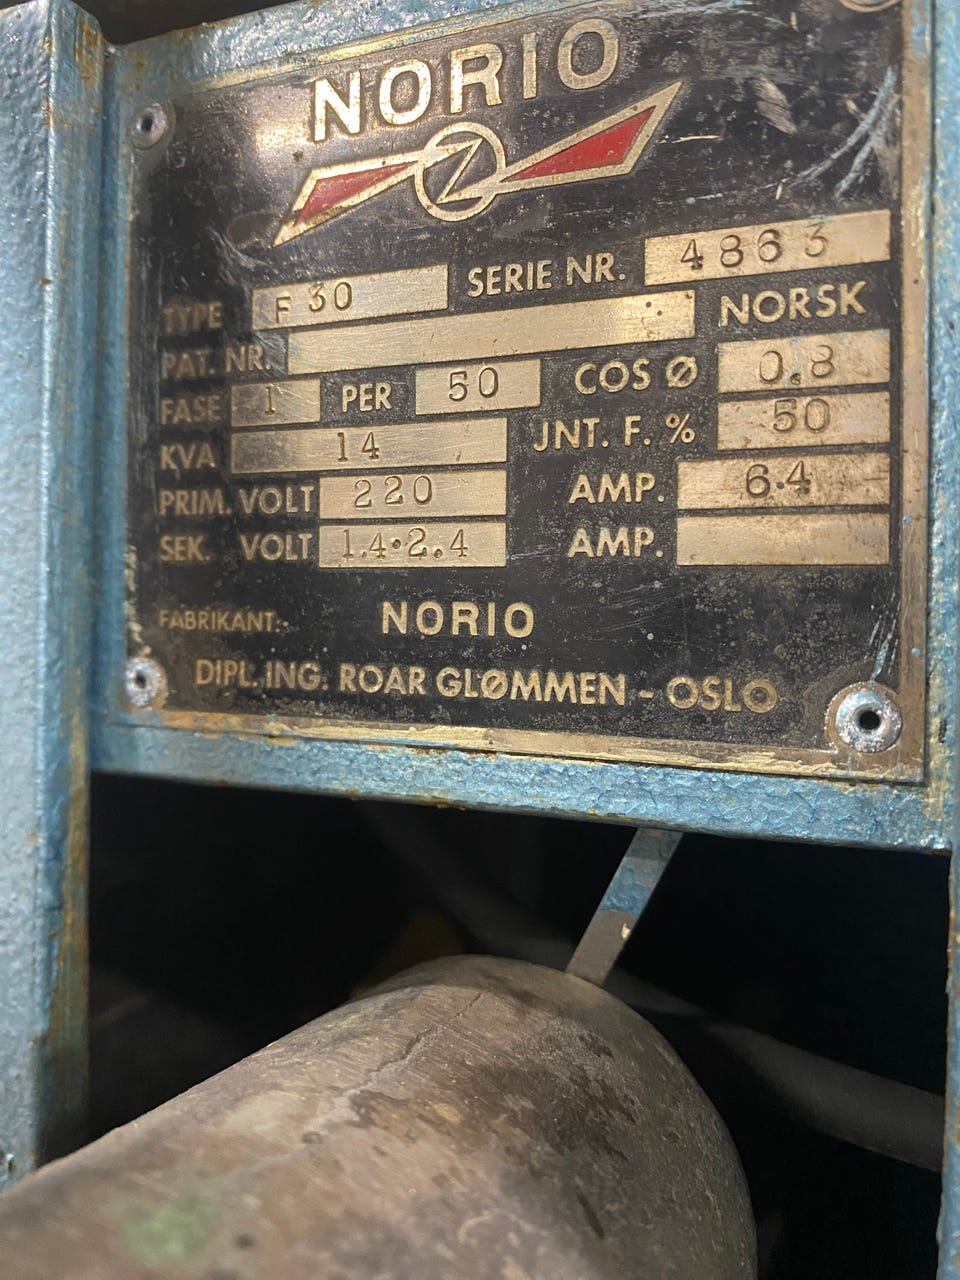 NORIO
Z
TYPE F 30 SERIE NR. 4863
PAT. NR. NORSK
FASE 1 PER 50 COS Ø 0.8
KVA 14 JNT. F. % 50
PRIM. VOLT 220 AMP. 6.4
SEK. VOLT 1.4•2.4 AMP.
FABRIKANT: NORIO
DIPL. ING. ROAR GLØMMEN - OSLO